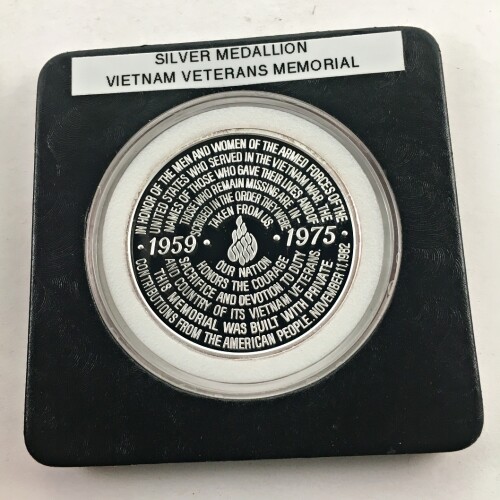 SILVER MEDALLION
VIETNAM VETERANS MEMORIAL
IN HONOR OF THE MEN AND WOMEN OF THE ARMED FORCES OF THE
UNITED STATES WHO SERVED IN THE VIETNAM WAR. THE
NAMES OF THOSE WHO GAVE THEIR LIVES AND OF
THOSE WHO REMAIN MISSING ARE IN-
SCRIBED IN THE ORDER THEY WERE
TAKEN FROM US.
· 1959 · · 1975 ·
OUR NATION
HONORS THE COURAGE
SACRIFICE AND DEVOTION TO DUTY
AND COUNTRY OF ITS VIETNAM VETERANS.
THIS MEMORIAL WAS BUILT WITH PRIVATE
CONTRIBUTIONS FROM THE AMERICAN PEOPLE. NOVEMBER 11, 1982